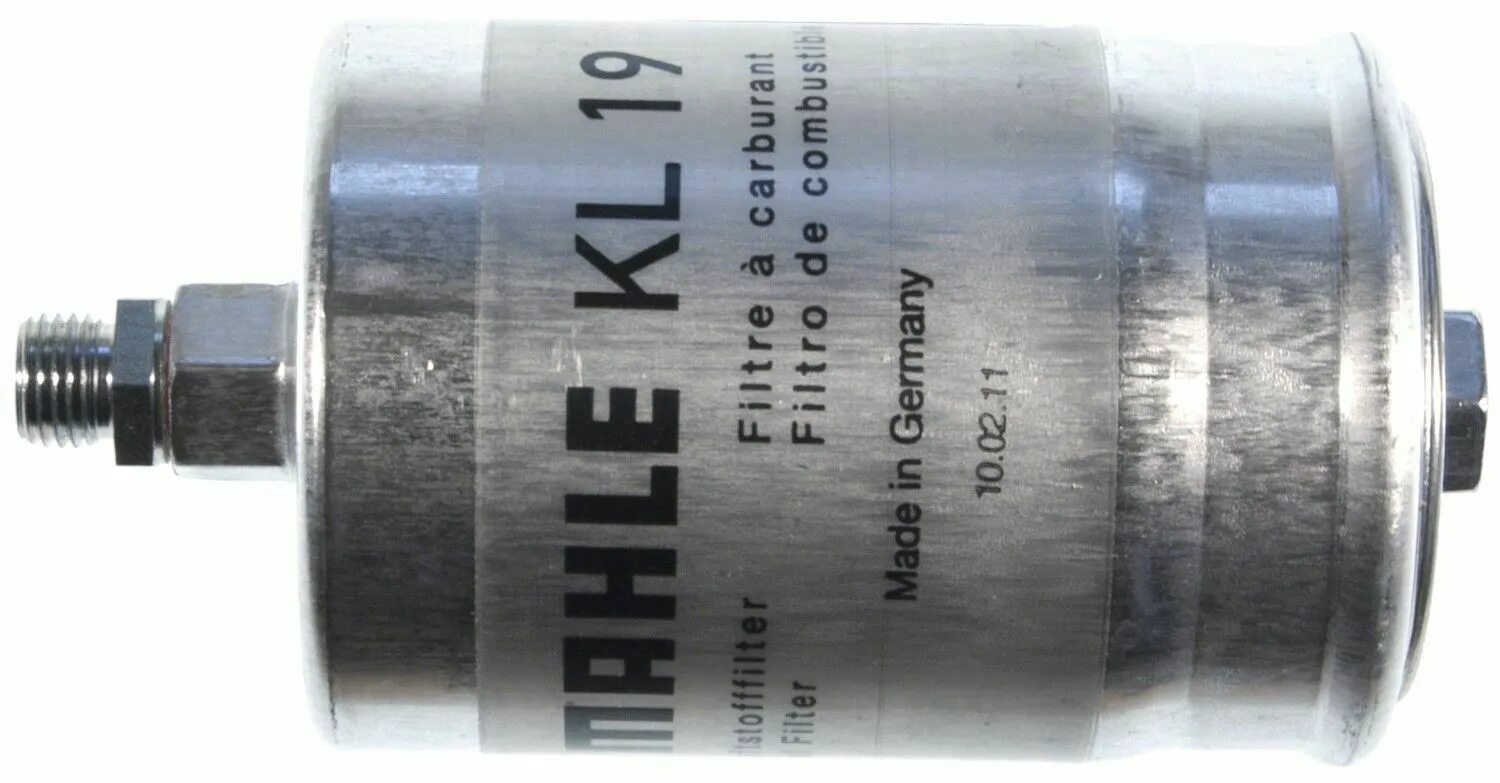 MAHLE KL 19
Filtre à carburant
Filter
Filtro de combustible
Made in Germany
10.02.11